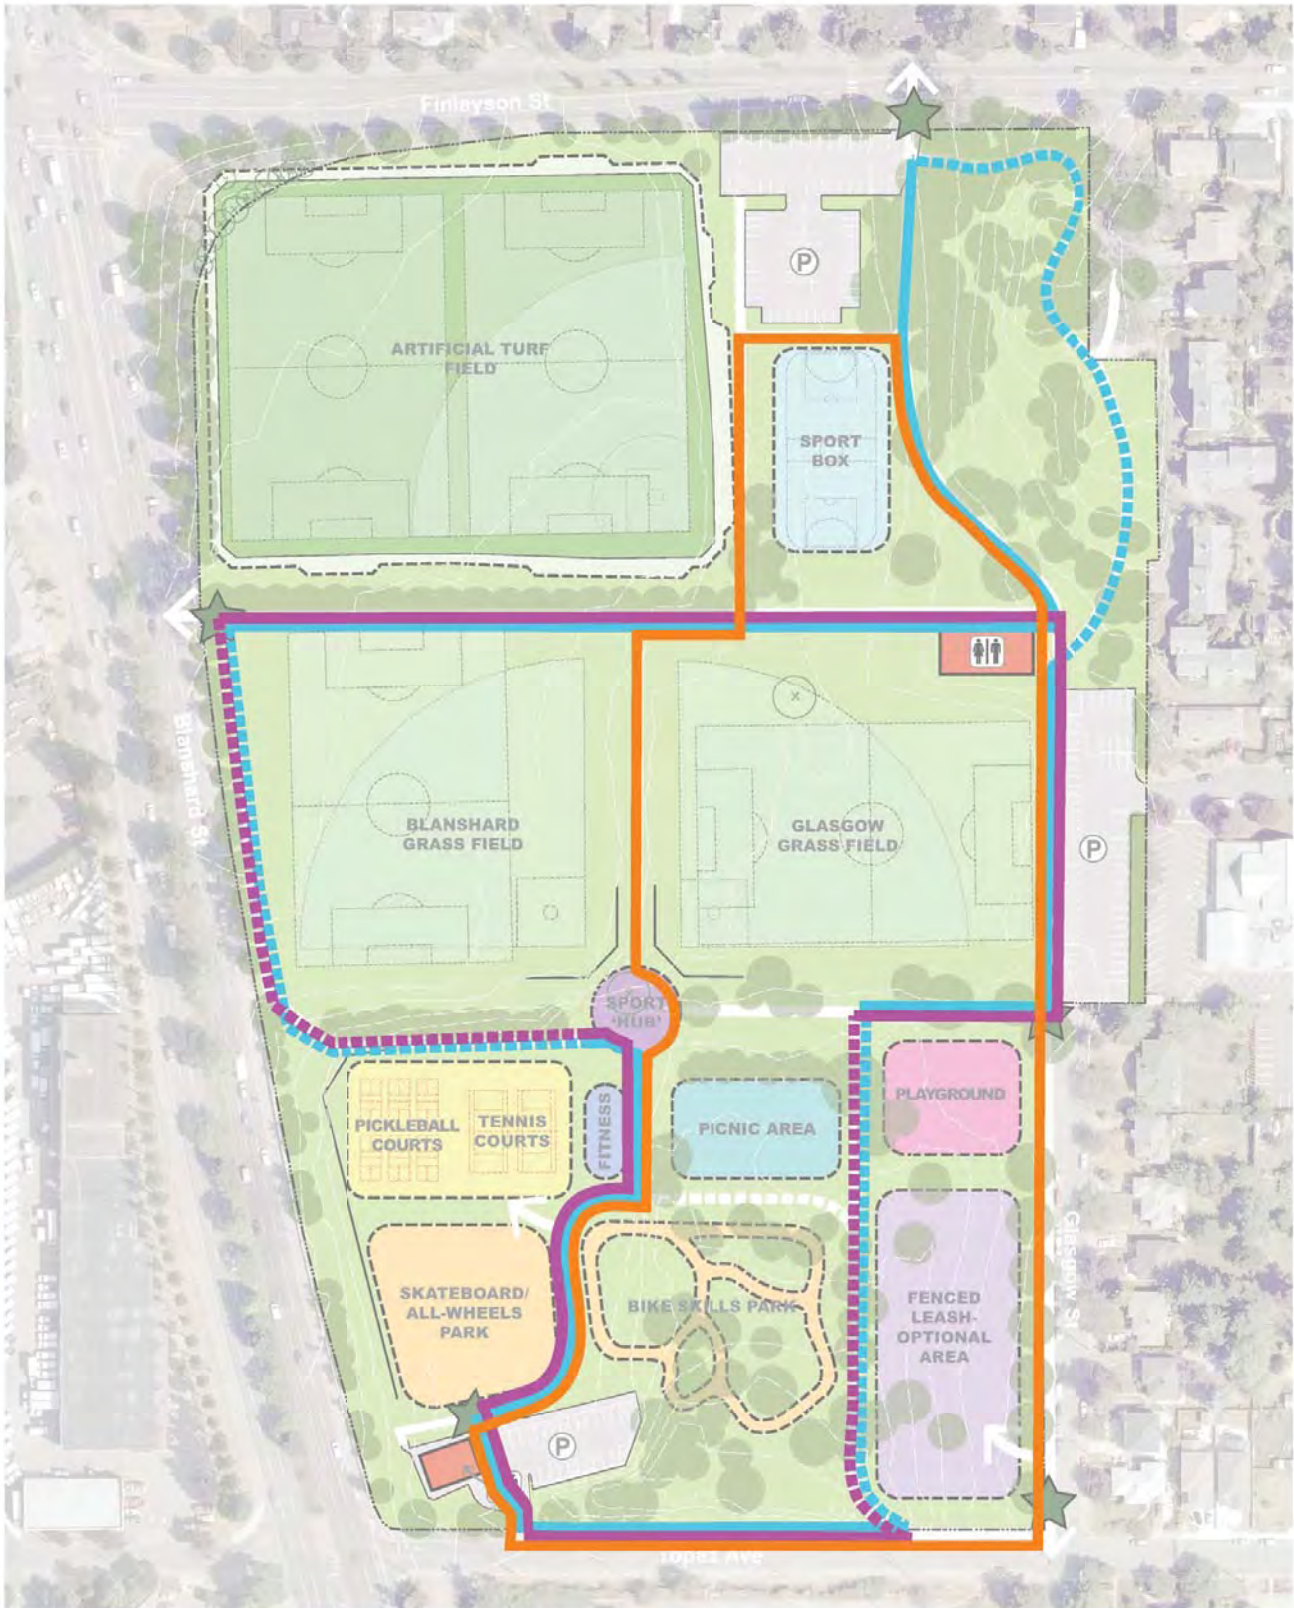 Finlayson St
P
ARTIFICIAL TURF
FIELD
SPORT
BOX
Blanshard St
BLANSHARD
GRASS FIELD
GLASGOW
GRASS FIELD
P
SPORT
'HUB'
PICKLEBALL
COURTS
TENNIS
COURTS
FITNESS
PICNIC AREA
PLAYGROUND
SKATEBOARD/
ALL-WHEELS
PARK
BIKE SKILLS PARK
FENCED
LEASH-
OPTIONAL
AREA
Glasgow St
P
Topaz Ave